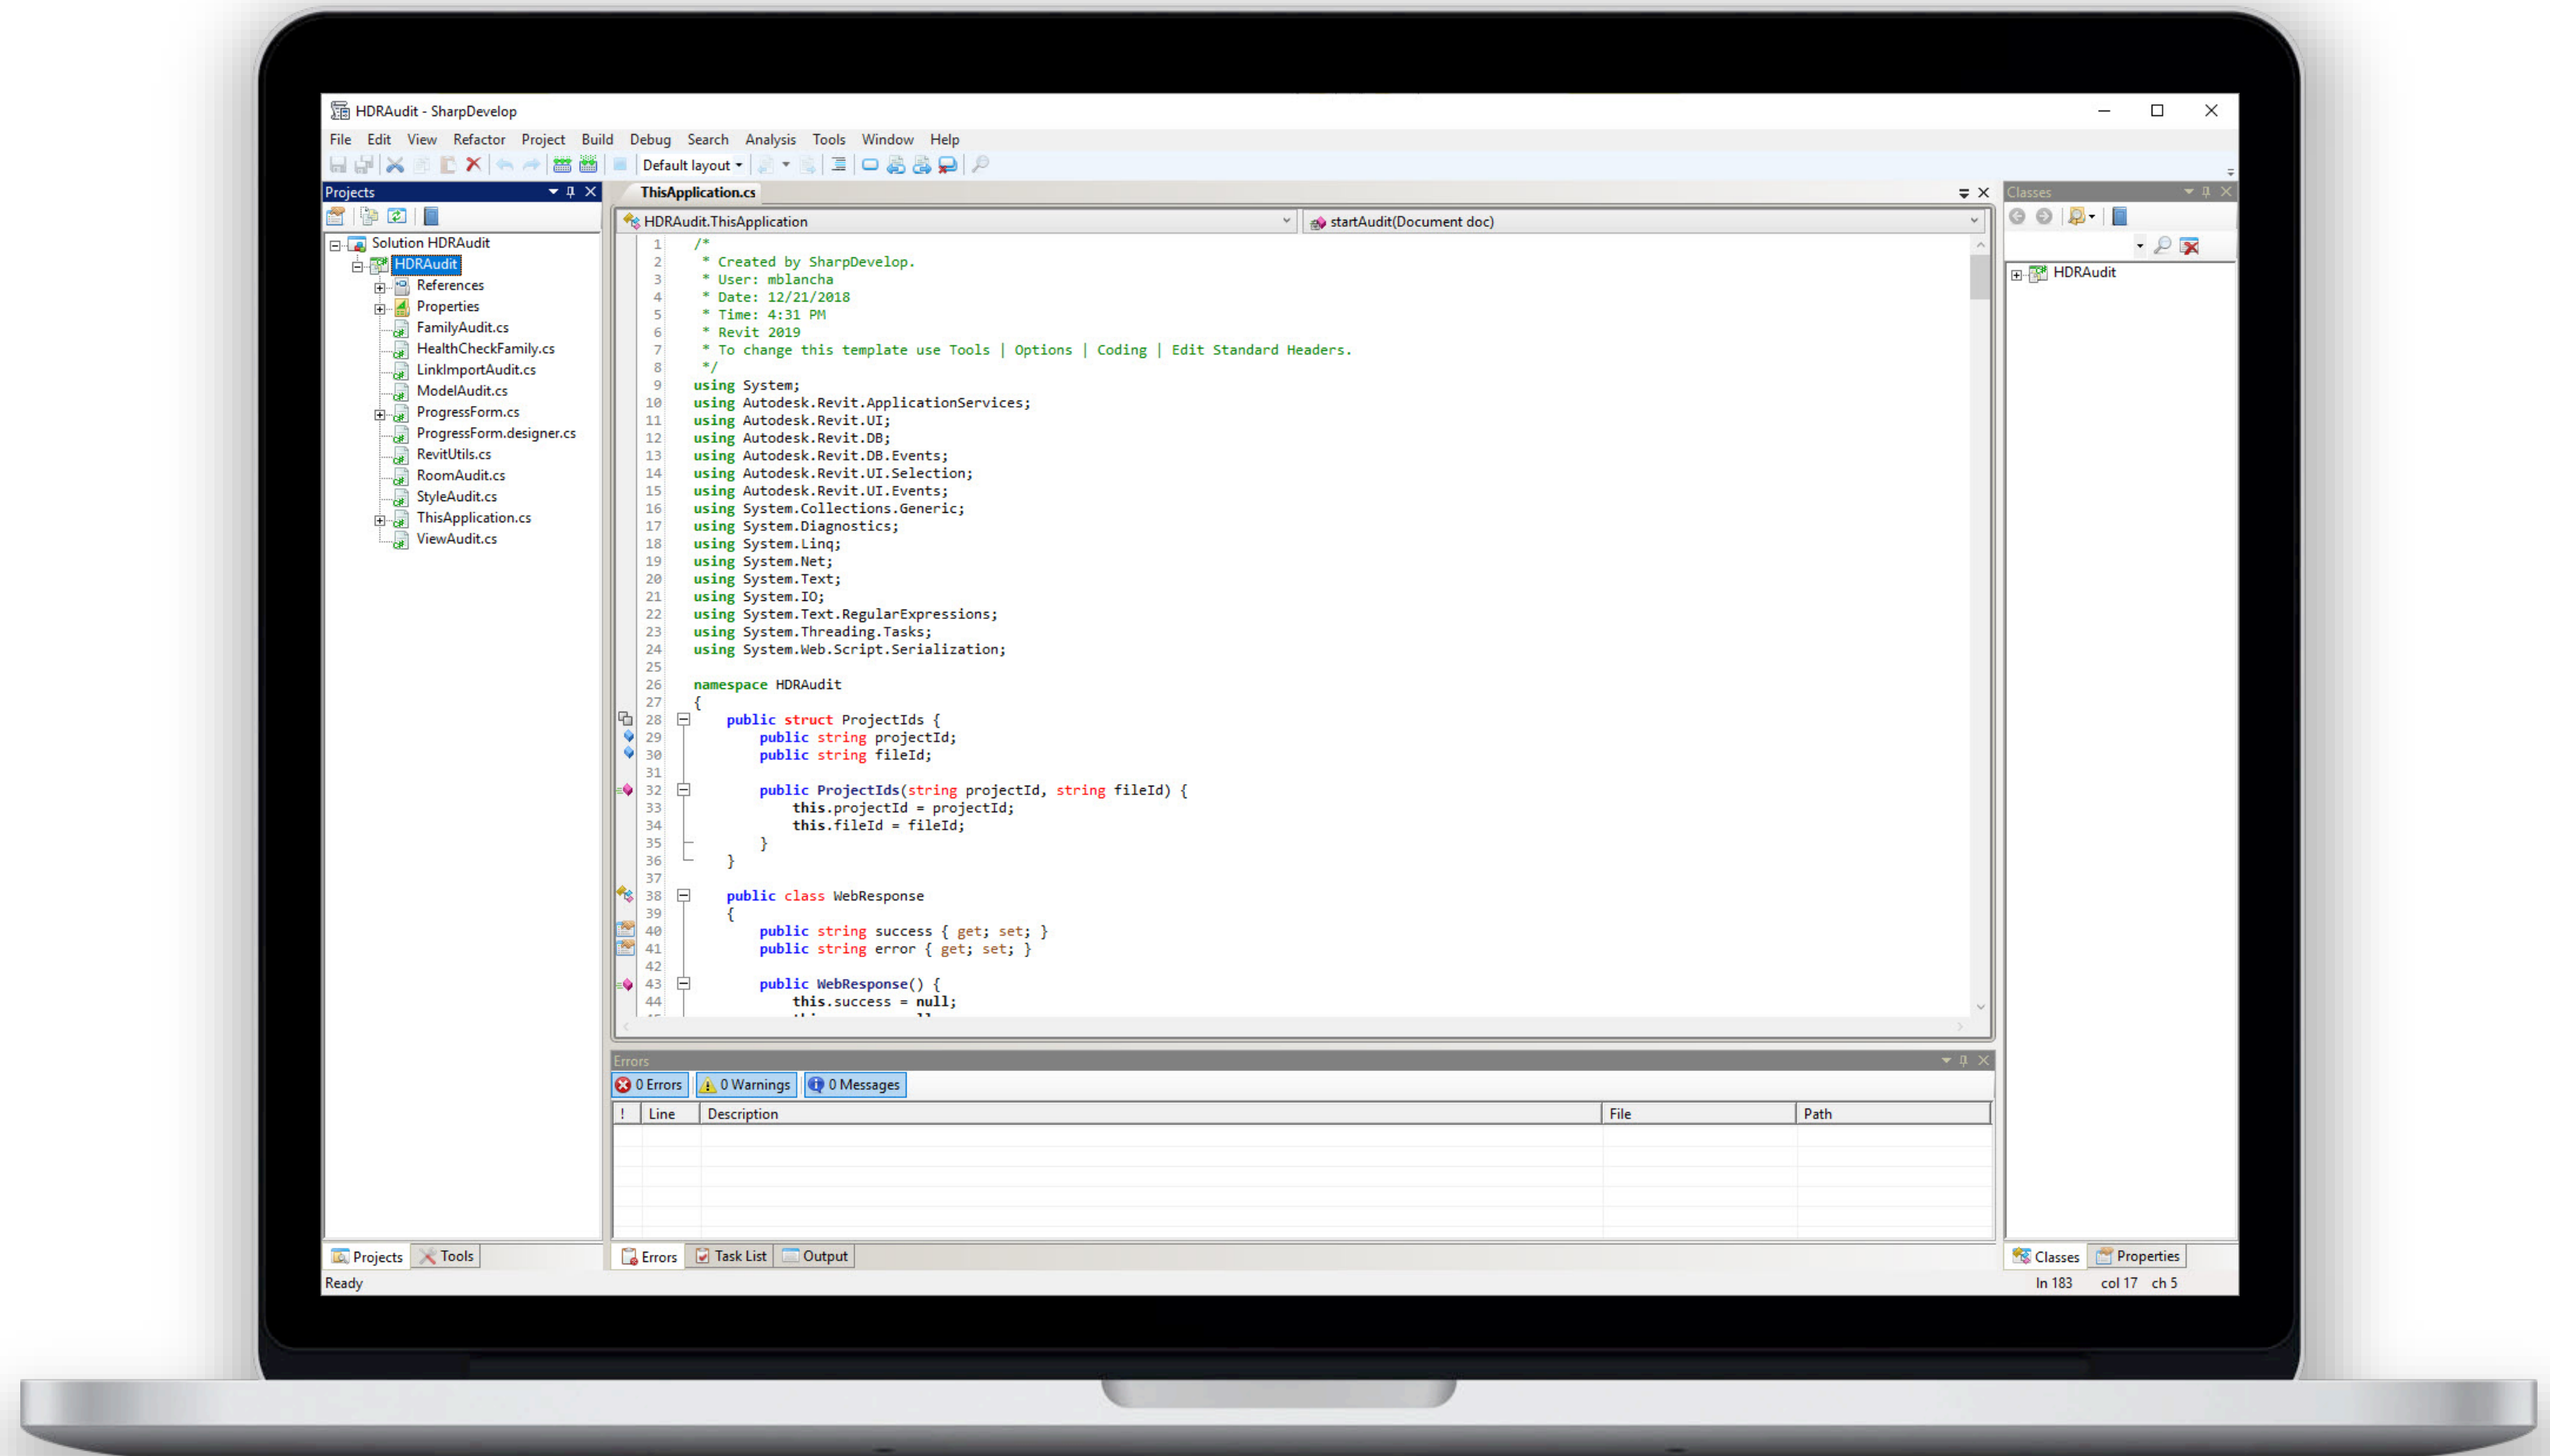 HDRAudit - SharpDevelop
File Edit View Refactor Project Build Debug Search Analysis Tools Window Help
Default layout
Projects
Solution HDRAudit
HDRAudit
References
Properties
FamilyAudit.cs
HealthCheckFamily.cs
LinkImportAudit.cs
ModelAudit.cs
ProgressForm.cs
ProgressForm.designer.cs
RevitUtils.cs
RoomAudit.cs
StyleAudit.cs
ThisApplication.cs
ViewAudit.cs
Projects Tools
Ready
ThisApplication.cs
HDRAudit.ThisApplication startAudit(Document doc)
1 /*
2 * Created by SharpDevelop.
3 * User: mblancha
4 * Date: 12/21/2018
5 * Time: 4:31 PM
6 * Revit 2019
7 * To change this template use Tools | Options | Coding | Edit Standard Headers.
8 */
9 using System;
10 using Autodesk.Revit.ApplicationServices;
11 using Autodesk.Revit.UI;
12 using Autodesk.Revit.DB;
13 using Autodesk.Revit.DB.Events;
14 using Autodesk.Revit.UI.Selection;
15 using Autodesk.Revit.UI.Events;
16 using System.Collections.Generic;
17 using System.Diagnostics;
18 using System.Linq;
19 using System.Net;
20 using System.Text;
21 using System.IO;
22 using System.Text.RegularExpressions;
23 using System.Threading.Tasks;
24 using System.Web.Script.Serialization;
25
26 namespace HDRAudit
27 {
28 public struct ProjectIds {
29 public string projectId;
30 public string fileId;
31
32 public ProjectIds(string projectId, string fileId) {
33 this.projectId = projectId;
34 this.fileId = fileId;
35 }
36 }
37
38 public class WebResponse
39 {
40 public string success { get; set; }
41 public string error { get; set; }
42
43 public WebResponse() {
44 this.success = null;
Errors
0 Errors 0 Warnings 0 Messages
! Line Description File Path
Errors Task List Output
Classes
HDRAudit
Classes Properties
ln 183 col 17 ch 5